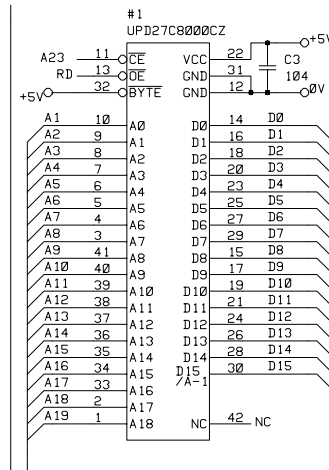 #1
UPD27C8000CZ
A23 11 CE VCC 22 +5V
RD 13 OE GND 31 C3
+5V 32 BYTE GND 12 104 0V
A1 10 A0 D0 14 D0
A2 9 A1 D1 16 D1
A3 8 A2 D2 18 D2
A4 7 A3 D3 20 D3
A5 6 A4 D4 23 D4
A6 5 A5 D5 25 D5
A7 4 A6 D6 27 D6
A8 3 A7 D7 29 D7
A9 41 A8 D8 15 D8
A10 40 A9 D9 17 D9
A11 39 A10 D10 19 D10
A12 38 A11 D11 21 D11
A13 37 A12 D12 24 D12
A14 36 A13 D13 26 D13
A15 35 A14 D14 28 D14
A16 34 A15 D15 30 D15
A17 33 A16 /A-1
A18 2 A17
A19 1 A18 NC 42 NC